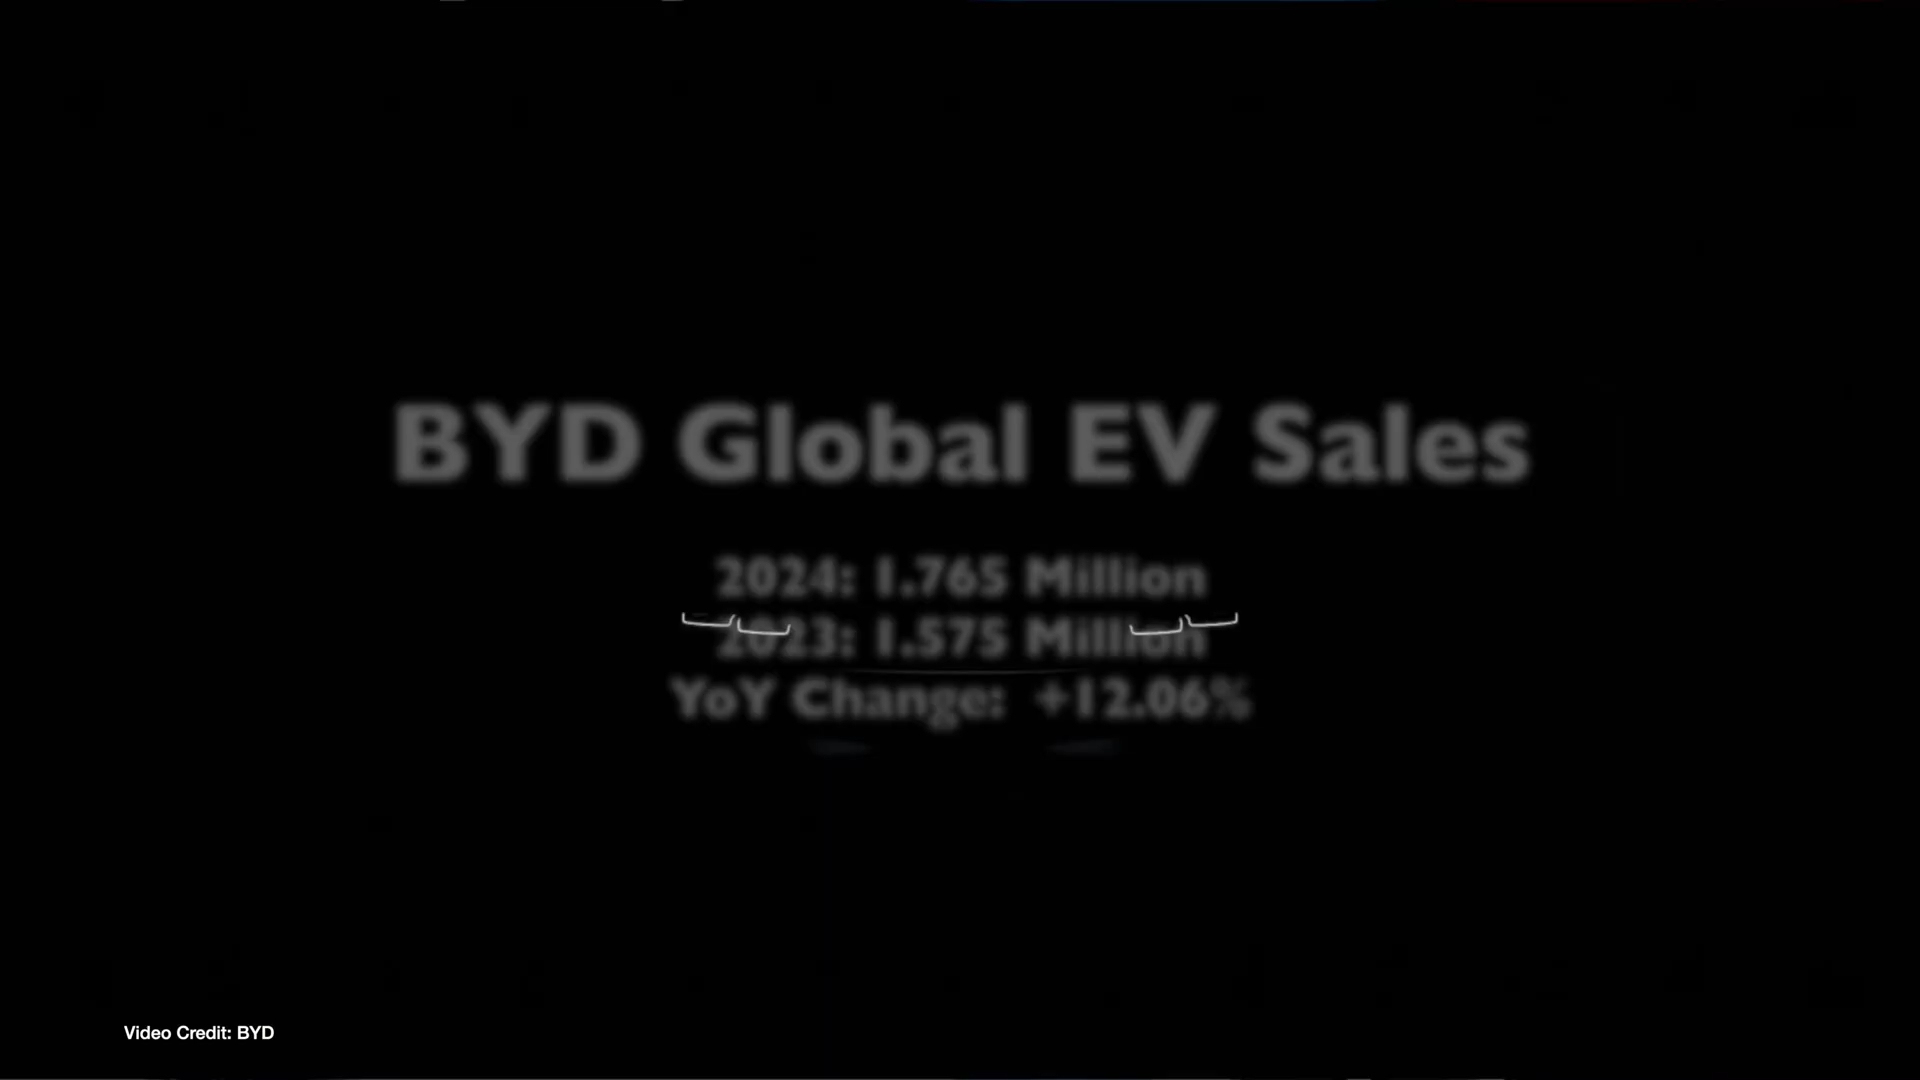 BYD Global EV Sales
2024: 1.765 Million
2023: 1.575 Million
YoY Change: +12.06%
Video Credit: BYD